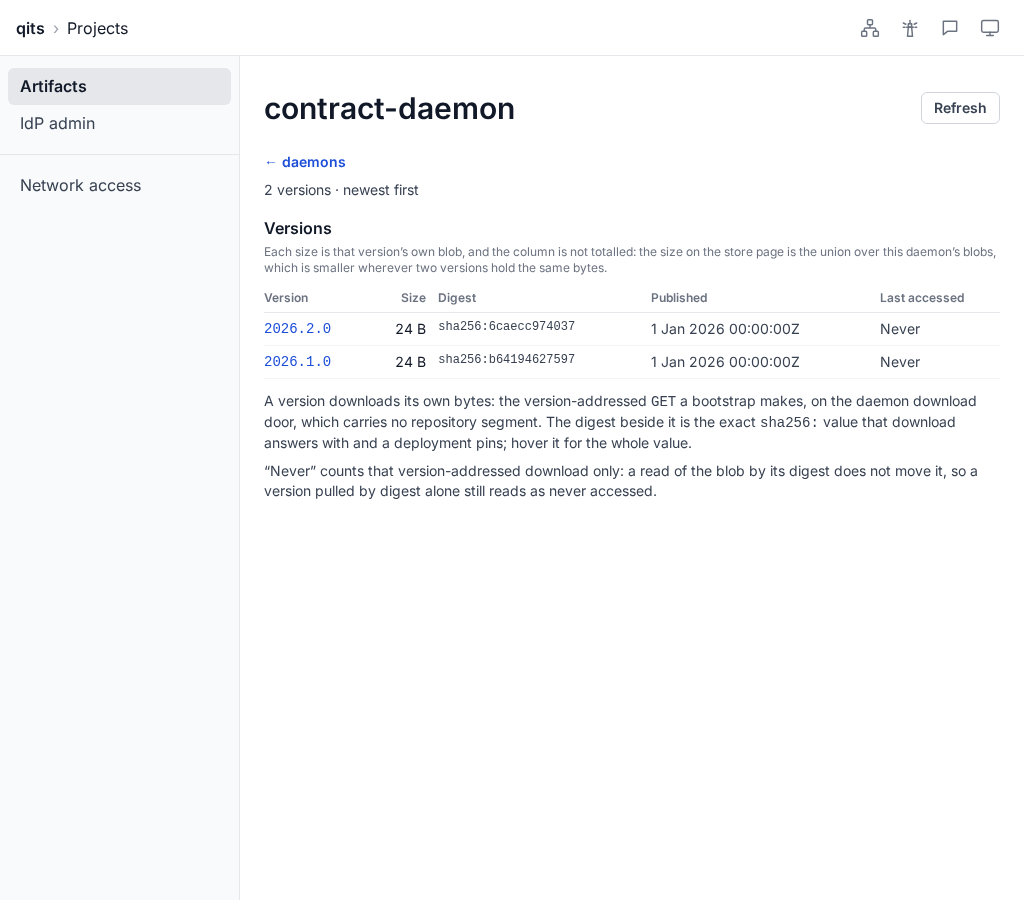 qits › Projects
Artifacts
IdP admin
Network access
contract-daemon
Refresh
← daemons
2 versions · newest first
Versions
Each size is that version’s own blob, and the column is not totalled: the size on the store page is the union over this daemon’s blobs,
which is smaller wherever two versions hold the same bytes.
Version Size Digest Published Last accessed
2026.2.0 24 B sha256:6caecc974037 1 Jan 2026 00:00:00Z Never
2026.1.0 24 B sha256:b64194627597 1 Jan 2026 00:00:00Z Never
A version downloads its own bytes: the version-addressed GET a bootstrap makes, on the daemon download
door, which carries no repository segment. The digest beside it is the exact sha256: value that download
answers with and a deployment pins; hover it for the whole value.
“Never” counts that version-addressed download only: a read of the blob by its digest does not move it, so a
version pulled by digest alone still reads as never accessed.